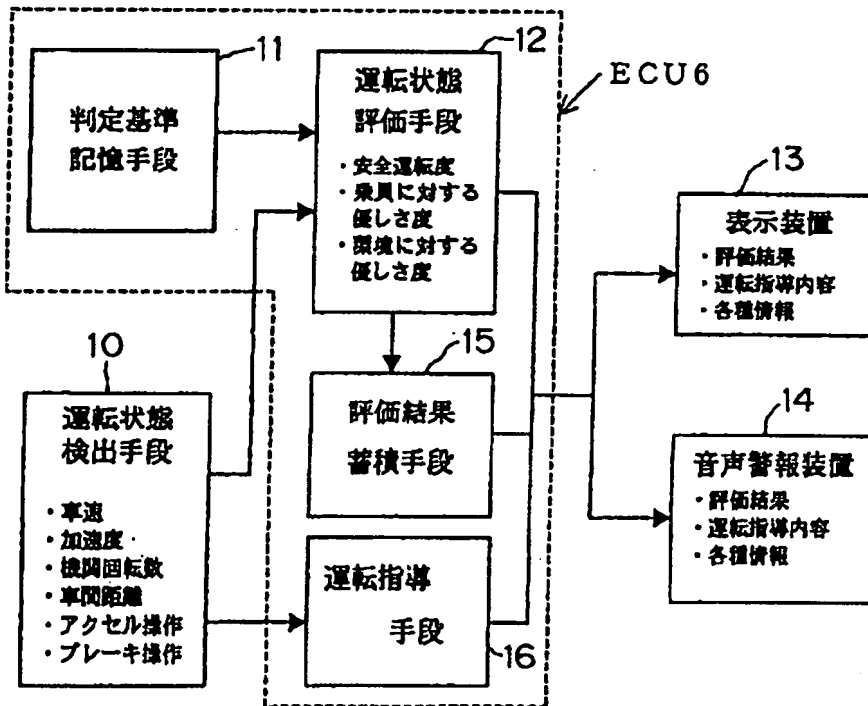 11
判定基準
記憶手段
12
運転状態
評価手段
・安全運転度
・乗員に対する
優しさ度
・環境に対する
優しさ度
ECU6
13
表示装置
・評価結果
・運転指導内容
・各種情報
10
運転状態
検出手段
・車速
・加速度
・機関回転数
・車間距離
・アクセル操作
・ブレーキ操作
15
評価結果
蓄積手段
14
音声警報装置
・評価結果
・運転指導内容
・各種情報
運転指導
手段
16